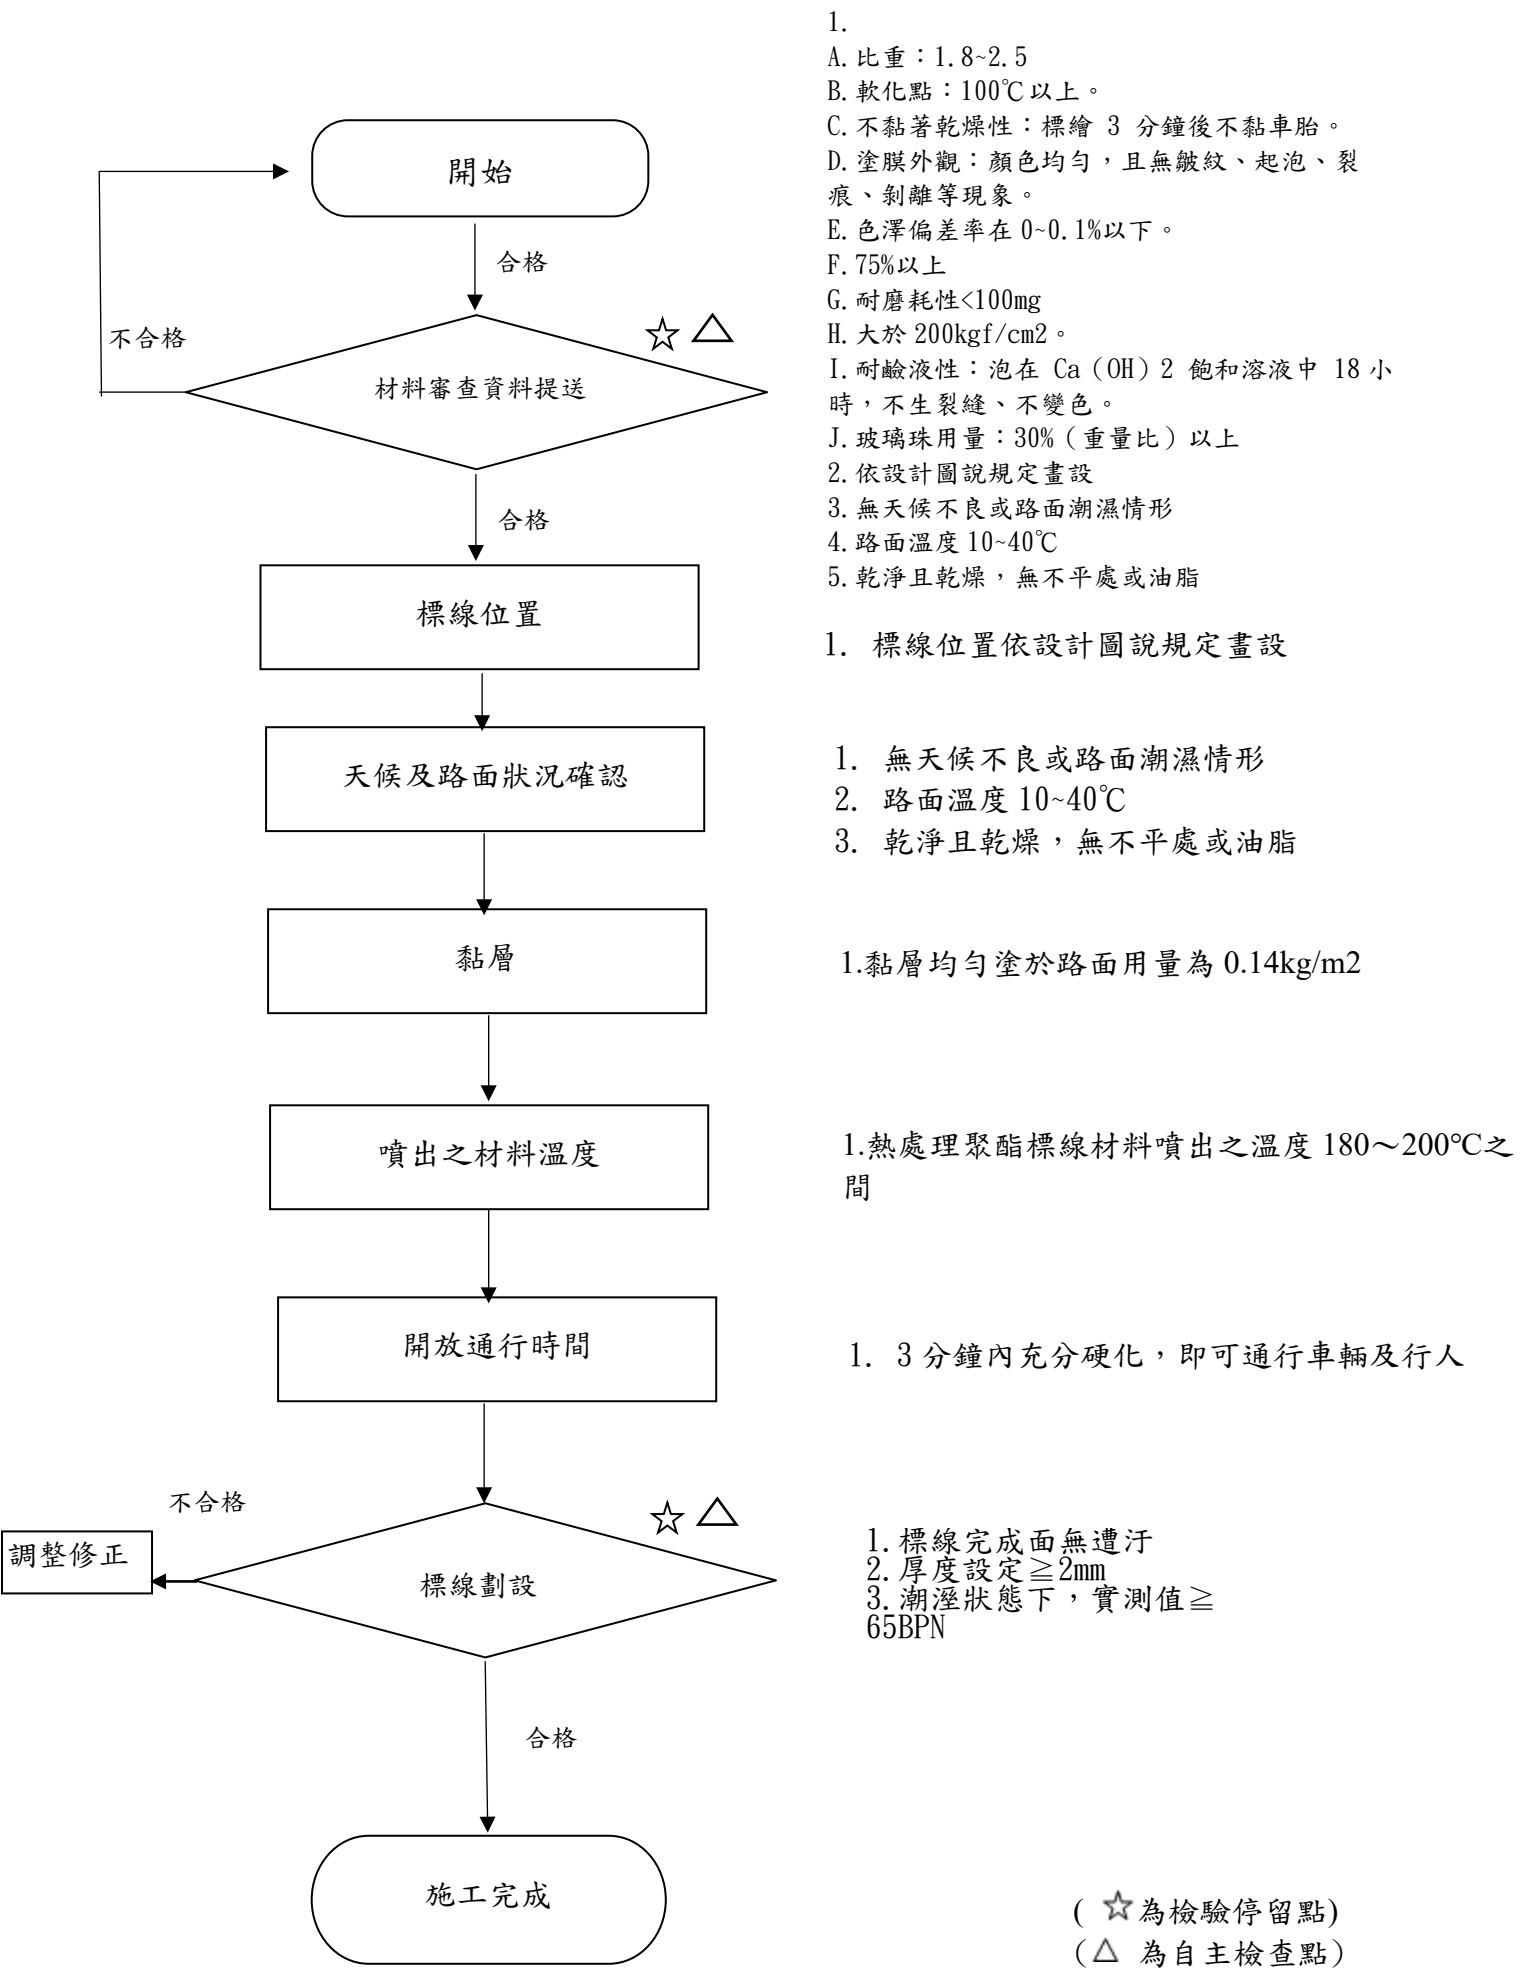 1.
A.比重：1.8~2.5
B.軟化點：100℃以上。
C.不黏著乾燥性：標繪 3 分鐘後不黏車胎。
D.塗膜外觀：顏色均勻，且無皺紋、起泡、裂
痕、剝離等現象。
E.色澤偏差率在 0~0.1%以下。
F.75%以上
G.耐磨耗性<100mg
H.大於 200kgf/cm2。
I.耐鹼液性：泡在 Ca（OH）2 飽和溶液中 18 小
時，不生裂縫、不變色。
J.玻璃珠用量：30%（重量比）以上
2.依設計圖說規定畫設
3.無天候不良或路面潮濕情形
4.路面溫度 10~40℃
5.乾淨且乾燥，無不平處或油脂
開始
合格
不合格
☆ △
材料審查資料提送
合格
標線位置
1. 標線位置依設計圖說規定畫設
天候及路面狀況確認
1. 無天候不良或路面潮濕情形
2. 路面溫度 10~40℃
3. 乾淨且乾燥，無不平處或油脂
黏層
1.黏層均勻塗於路面用量為 0.14kg/m2
噴出之材料溫度
1.熱處理聚酯標線材料噴出之溫度 180～200℃之
間
開放通行時間
1. 3 分鐘內充分硬化，即可通行車輛及行人
不合格
☆ △
調整修正
標線劃設
1.標線完成面無遭汙
2.厚度設定≧2mm
3.潮溼狀態下，實測值≧
65BPN
合格
施工完成
( ☆為檢驗停留點)
（△ 為自主檢查點）